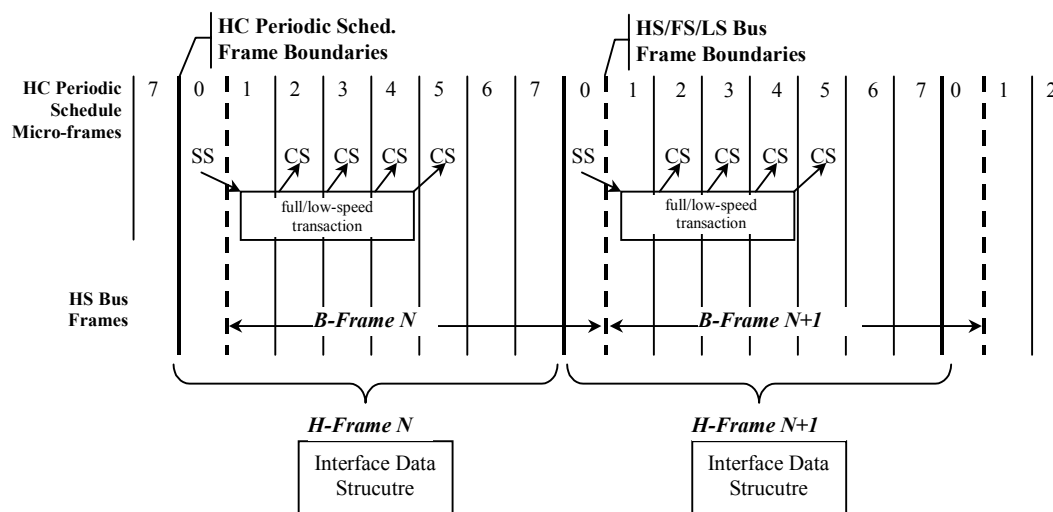 HC Periodic Sched.
Frame Boundaries
HS/FS/LS Bus
Frame Boundaries
HC Periodic
Schedule
Micro-frames
7 0 1 2 3 4 5 6 7 0 1 2 3 4 5 6 7 0 1 2
SS CS CS CS CS SS CS CS CS CS
full/low-speed
transaction
full/low-speed
transaction
HS Bus
Frames
B-Frame N
B-Frame N+1
H-Frame N
H-Frame N+1
Interface Data
Strucutre
Interface Data
Strucutre